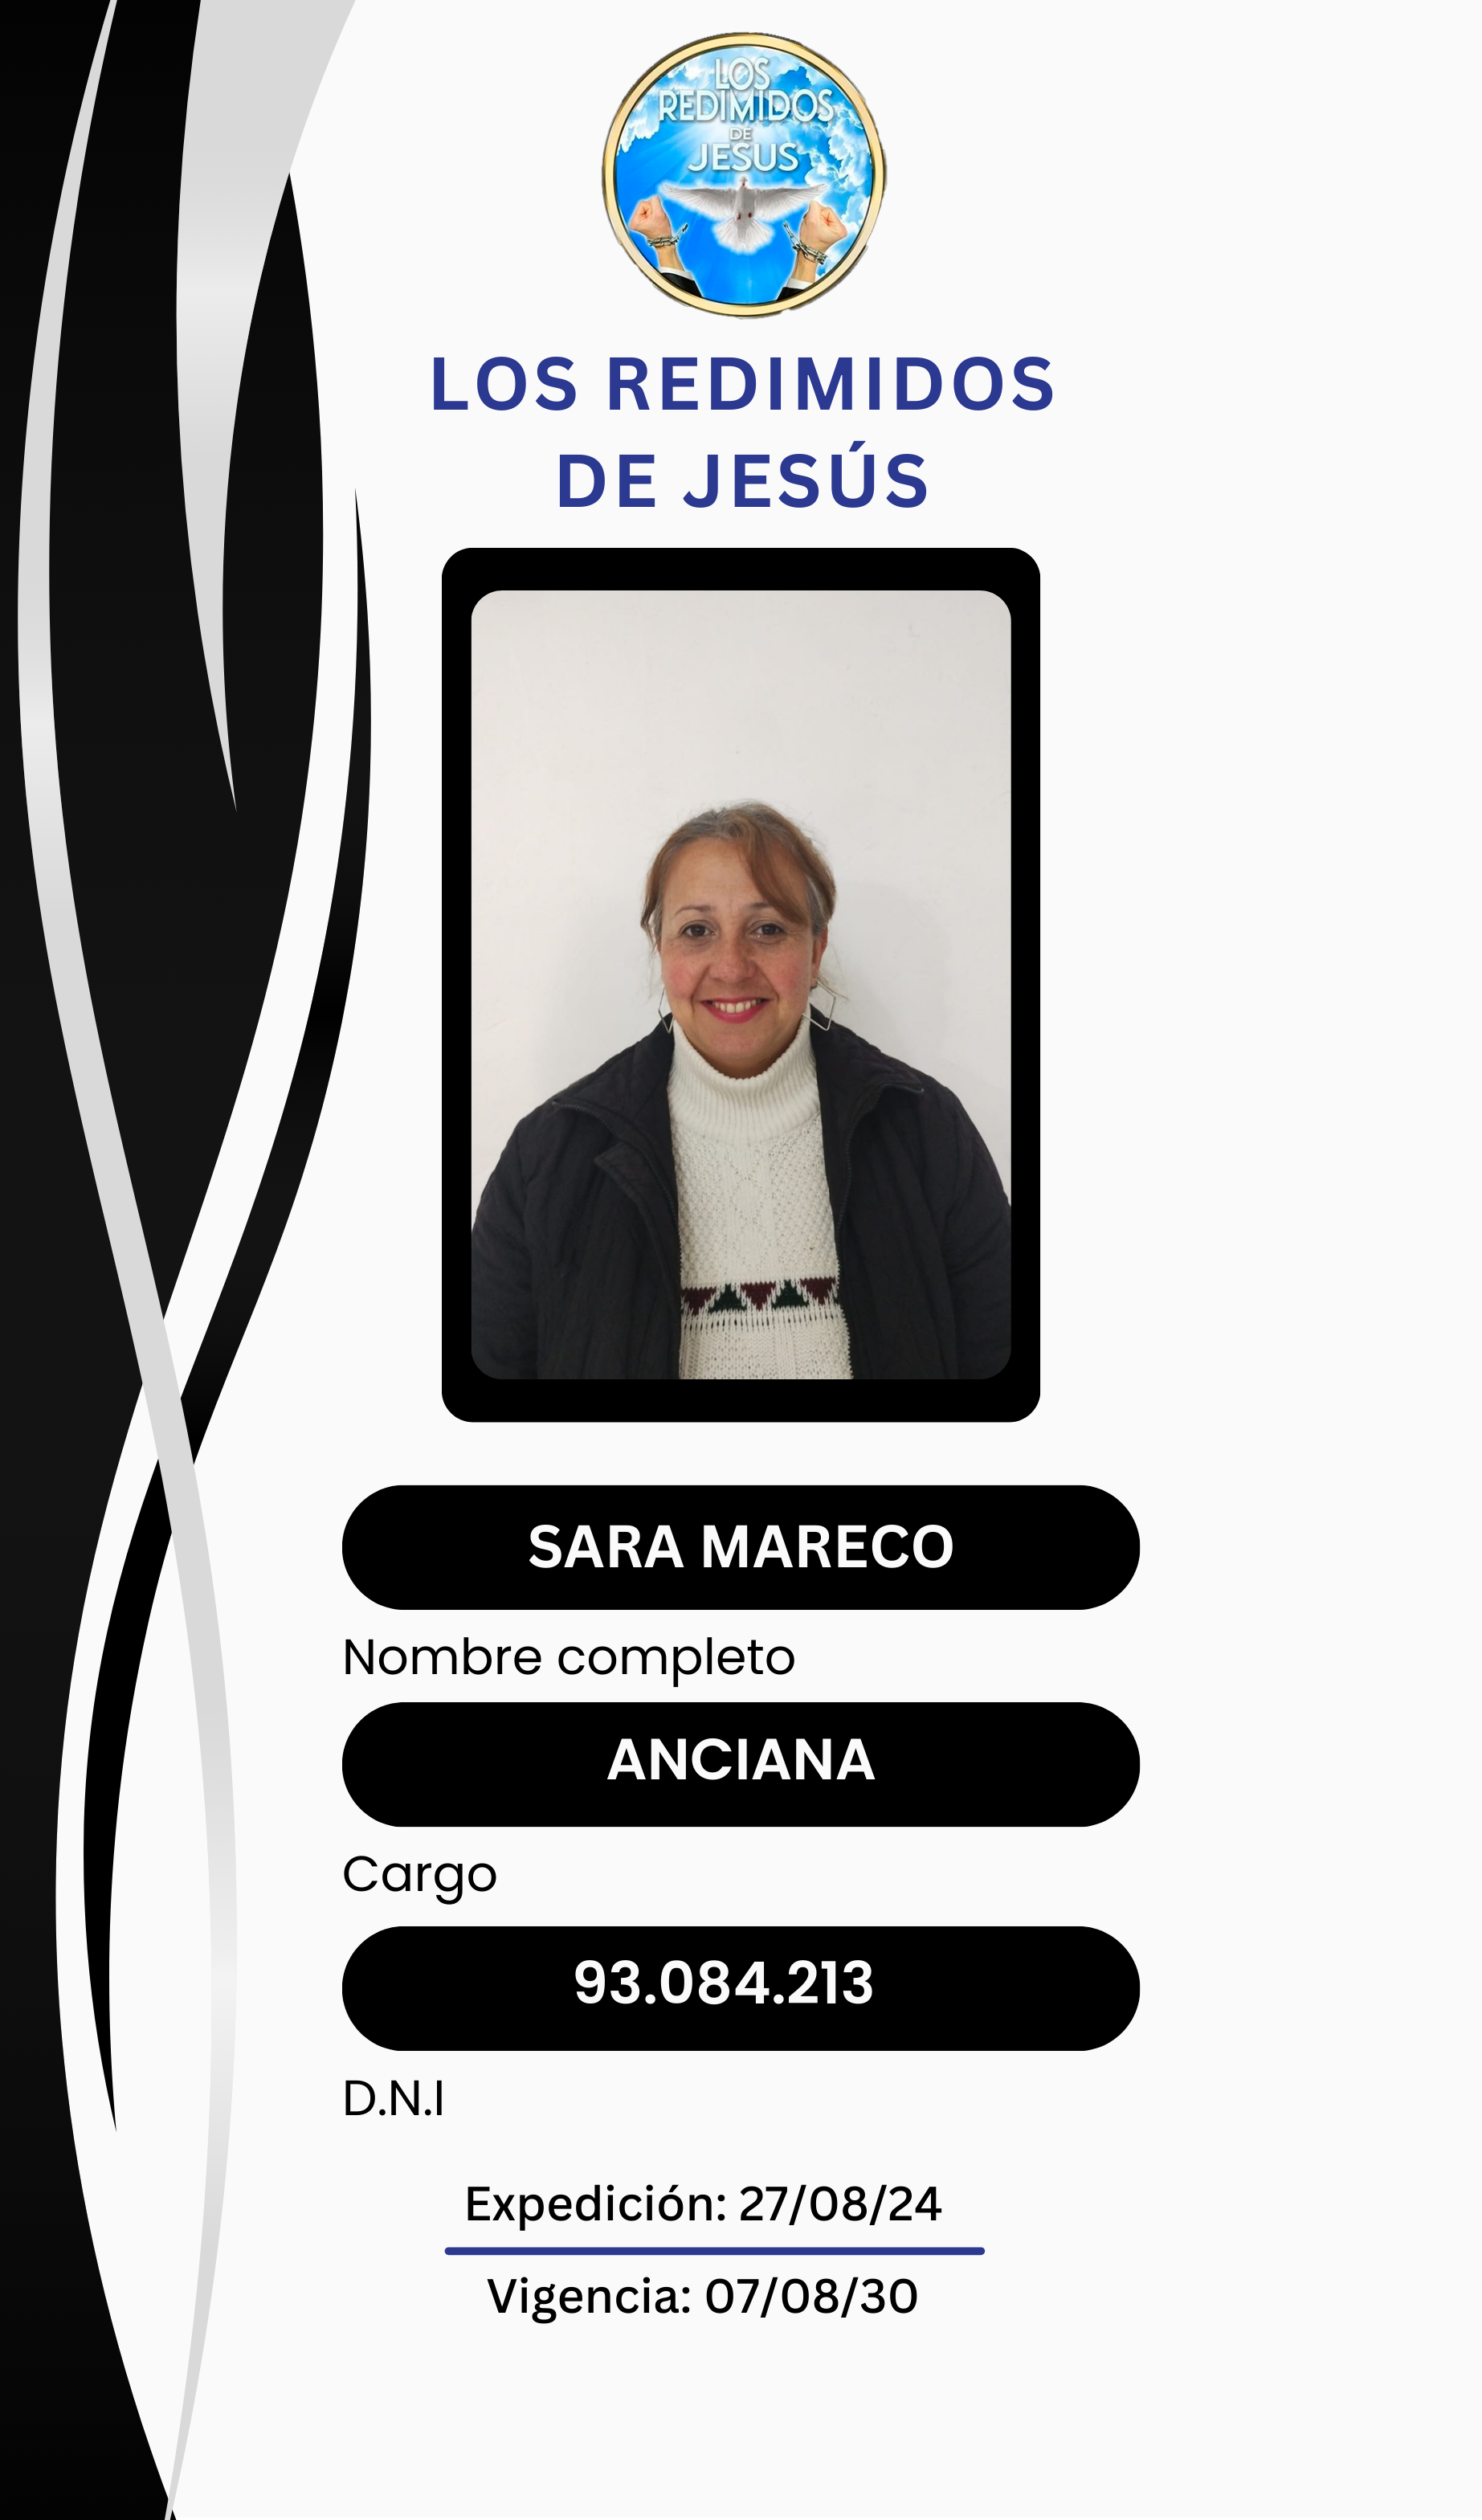 LOS
REDIMIDOS
DE
JESUS
LOS REDIMIDOS
DE JESÚS
SARA MARECO
Nombre completo
ANCIANA
Cargo
93.084.213
D.N.I
Expedición: 27/08/24
Vigencia: 07/08/30